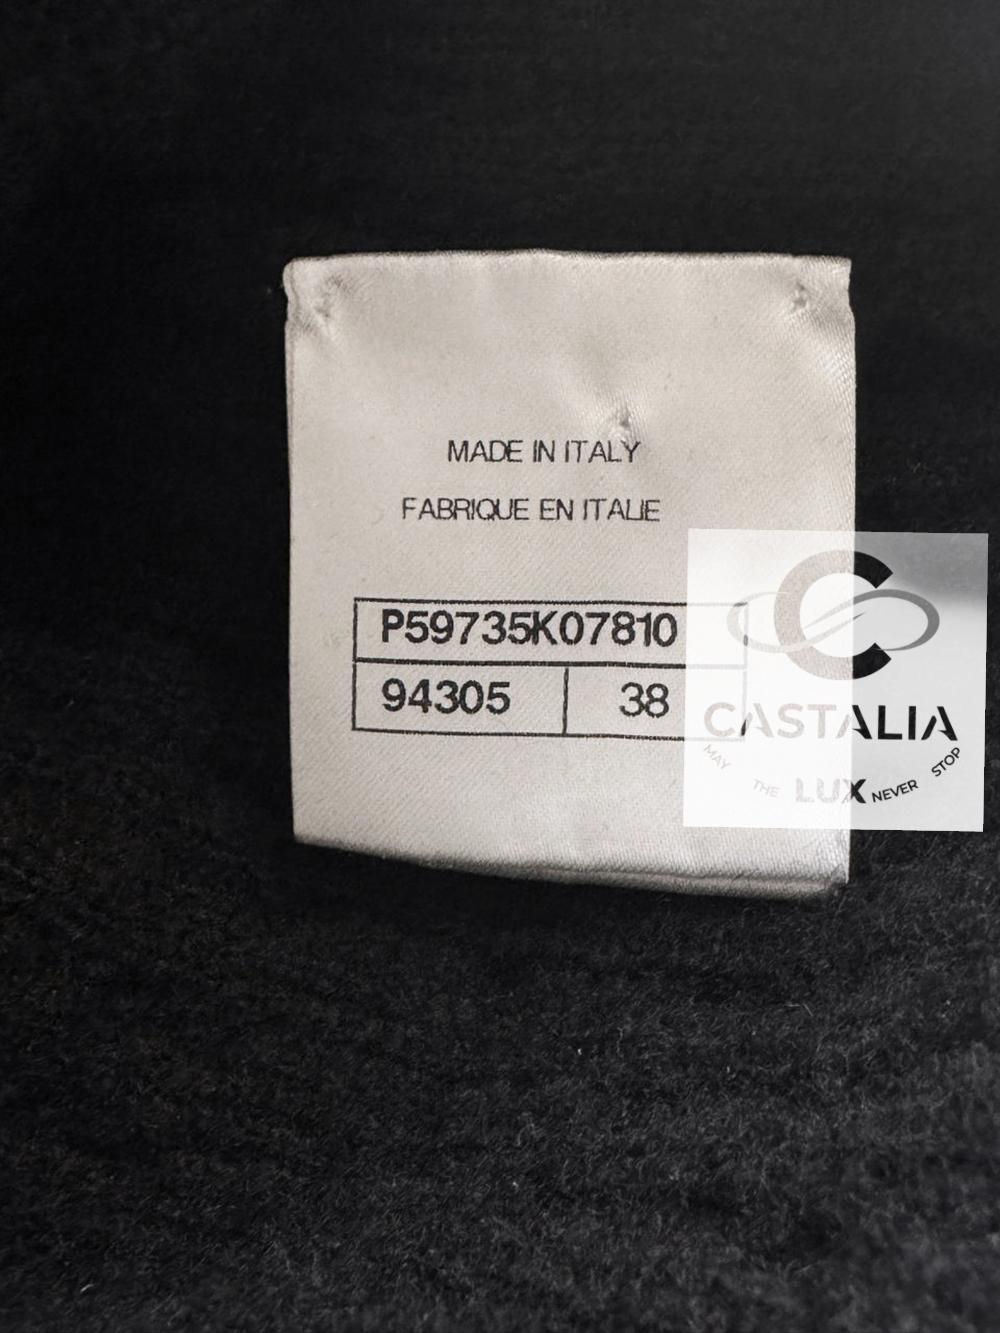 MADE IN ITALY
FABRIQUE EN ITALIE
P59735K07810
94305 38
C
CASTALIA
MAY THE LUX NEVER STOP